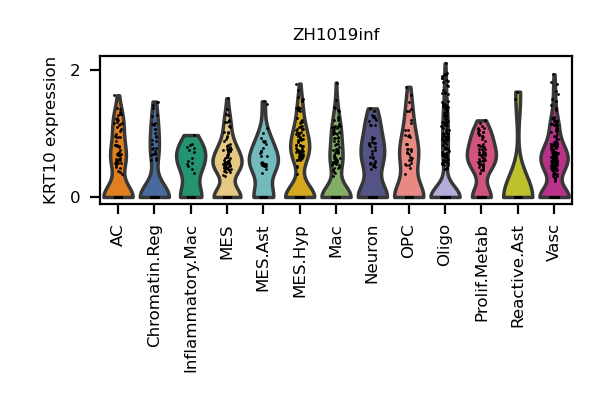 ZH1019inf
KRT10 expression
2
0
AC
Chromatin.Reg
Inflammatory.Mac
MES
MES.Ast
MES.Hyp
Mac
Neuron
OPC
Oligo
Prolif.Metab
Reactive.Ast
Vasc